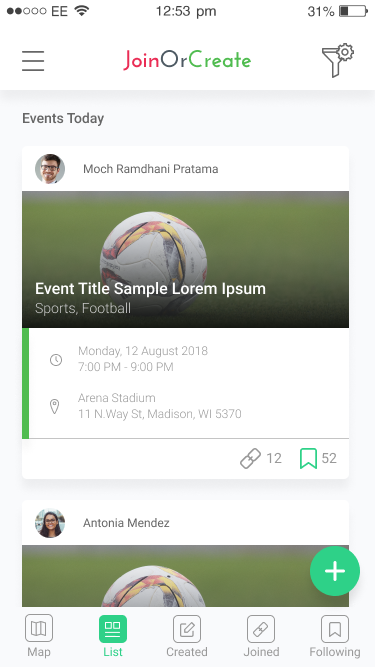 EE 12:53 pm 31%
JoinOrCreate
Events Today
Moch Ramdhani Pratama
Event Title Sample Lorem Ipsum
Sports, Football
Monday, 12 August 2018
7:00 PM - 9:00 PM
Arena Stadium
11 N.Way St, Madison, WI 5370
12 52
Antonia Mendez
Map List Created Joined Following